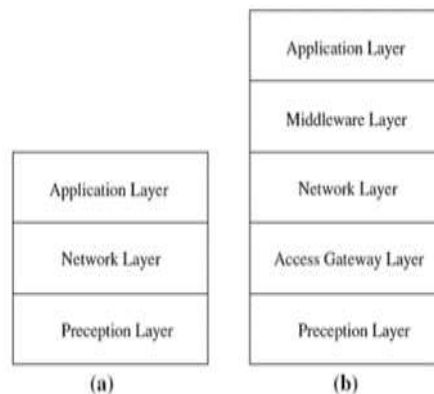 Application Layer
Network Layer
Preception Layer
(a)
Application Layer
Middleware Layer
Network Layer
Access Gateway Layer
Preception Layer
(b)